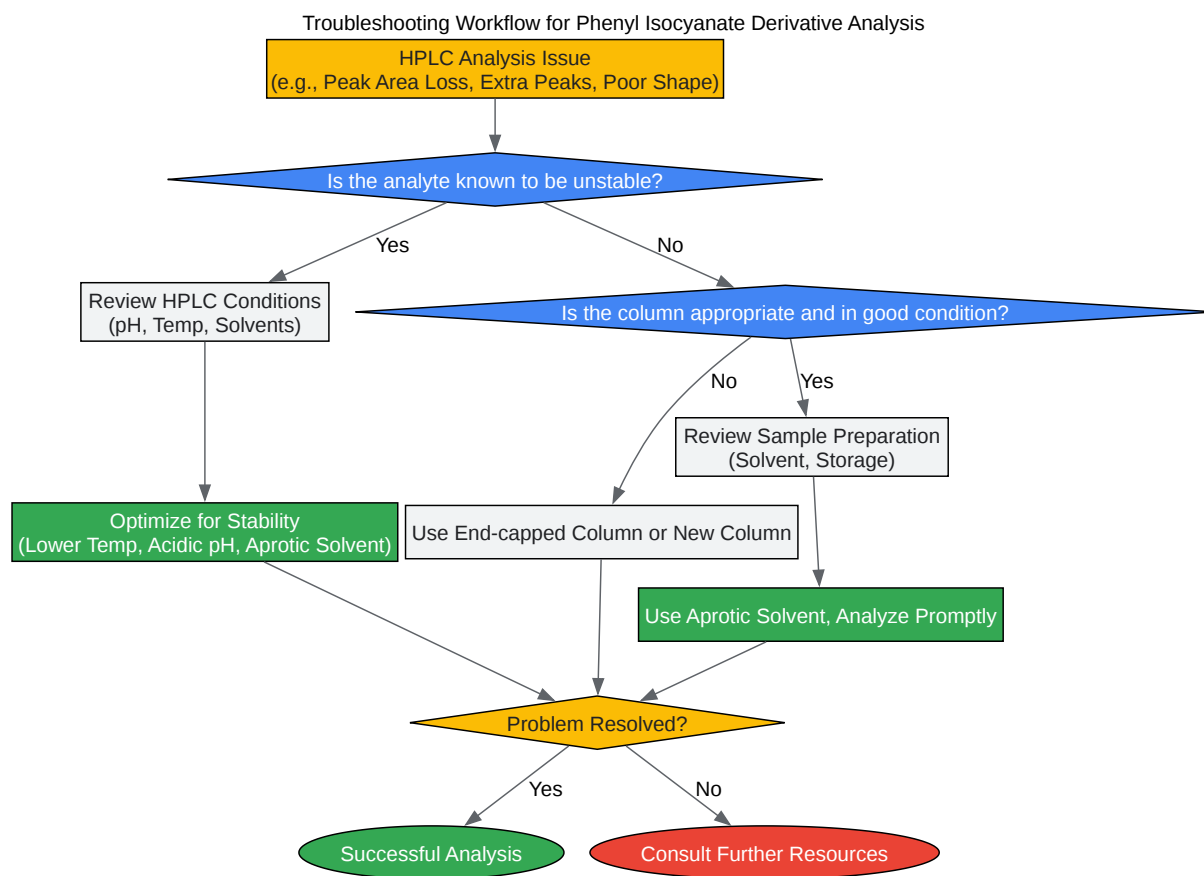 Troubleshooting Workflow for Phenyl Isocyanate Derivative Analysis
HPLC Analysis Issue
(e.g., Peak Area Loss, Extra Peaks, Poor Shape)
Is the analyte known to be unstable?
Yes
No
Review HPLC Conditions
(pH, Temp, Solvents)
Is the column appropriate and in good condition?
No
Yes
Review Sample Preparation
(Solvent, Storage)
Optimize for Stability
(Lower Temp, Acidic pH, Aprotic Solvent)
Use End-capped Column or New Column
Use Aprotic Solvent, Analyze Promptly
Problem Resolved?
Yes
No
Successful Analysis
Consult Further Resources